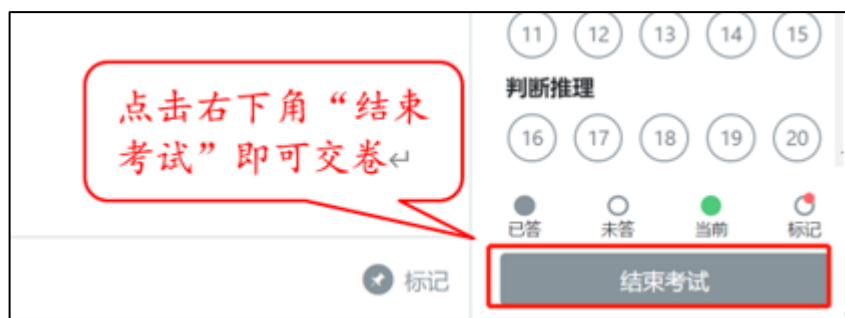 11 12 13 14 15
判断推理
16 17 18 19 20
点击右下角“结束
考试”即可交卷↵
已答 未答 当前 标记
标记
结束考试